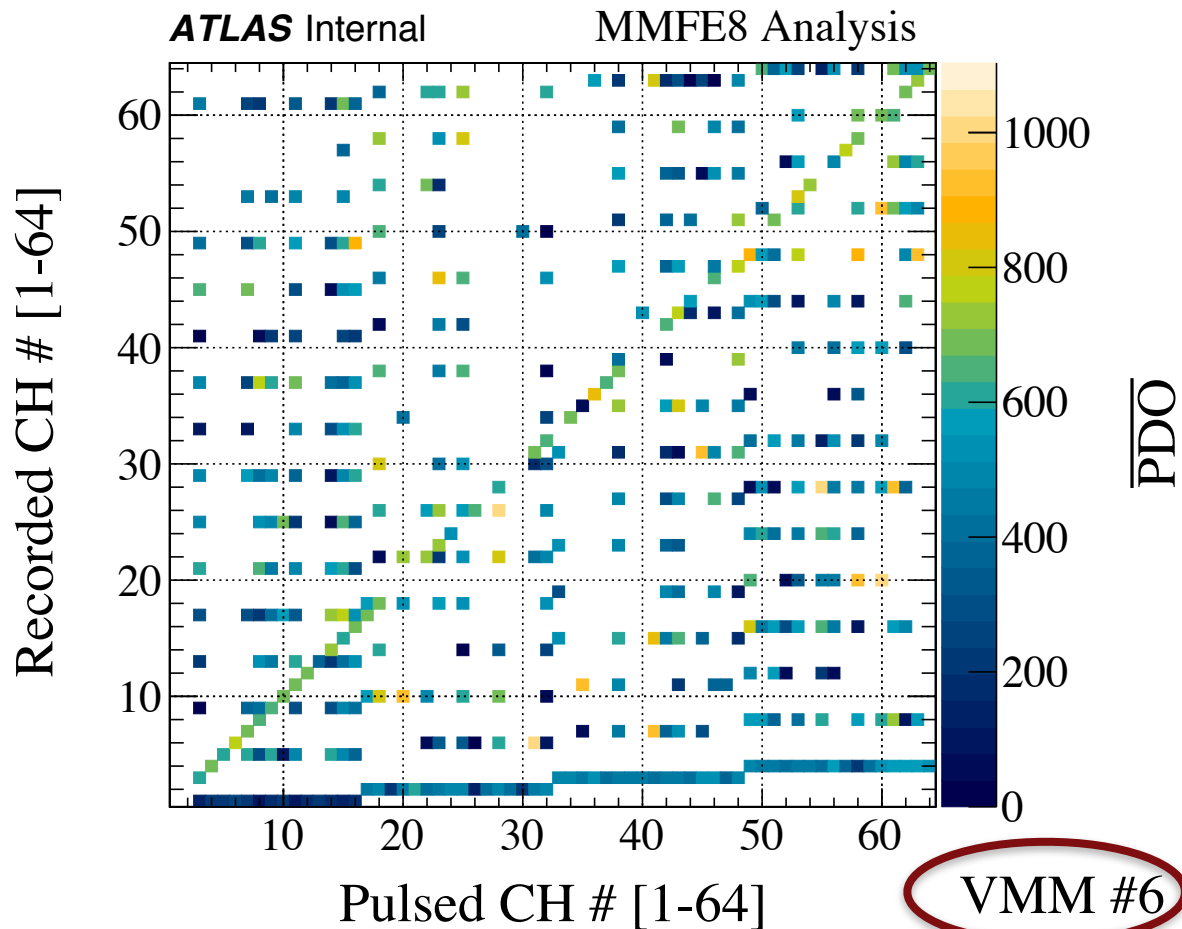 ATLAS Internal
MMFE8 Analysis
Recorded CH # [1-64]
60
50
40
30
20
10
10 20 30 40 50 60
Pulsed CH # [1-64]
1000
800
600
400
200
0
PDO
VMM #6